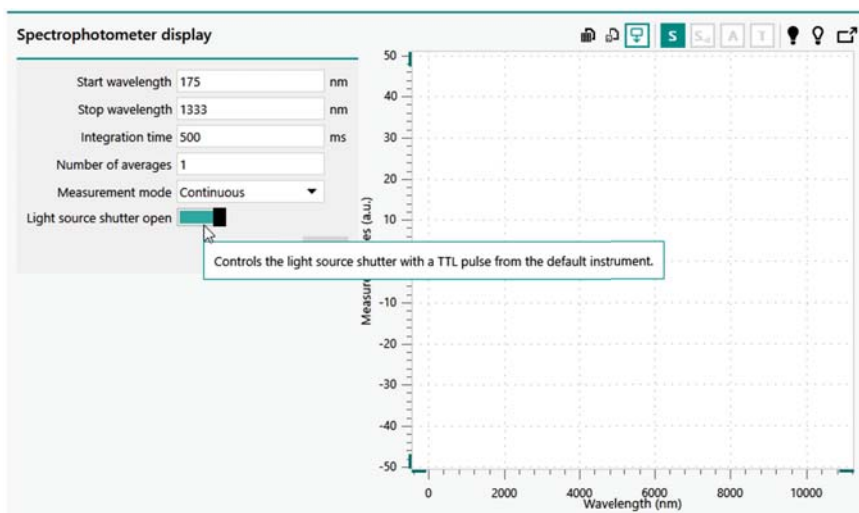 Spectrophotometer display
S
A
T
Start wavelength 175 nm
Stop wavelength 1333 nm
Integration time 500 ms
Number of averages 1
Measurement mode Continuous
Light source shutter open
Controls the light source shutter with a TTL pulse from the default instrument.
50
40
30
20
10
-10
-20
-30
-40
-50
0 2000 4000 6000 8000 10000
Wavelength (nm)
(a.u.)